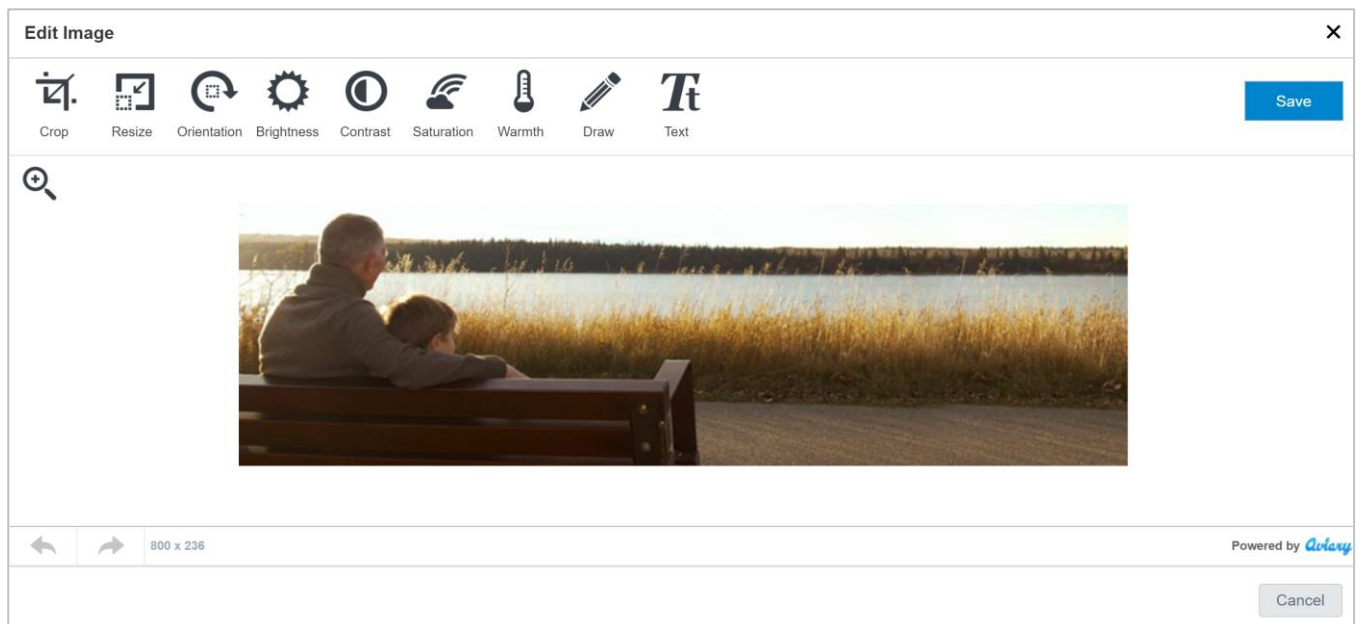 Edit Image
Crop Resize Orientation Brightness Contrast Saturation Warmth Draw Text
Save
800 x 236
Powered by Aviary
Cancel